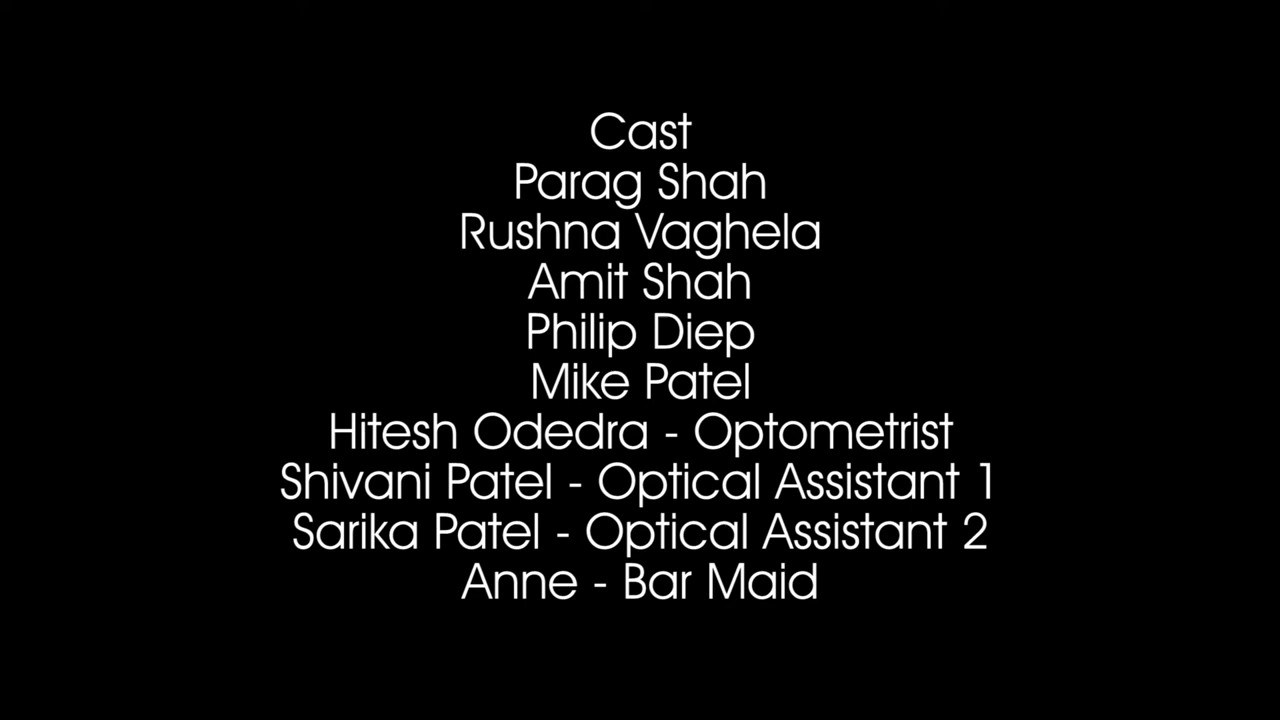 Cast
Parag Shah
Rushna Vaghela
Amit Shah
Philip Diep
Mike Patel
Hitesh Odedra - Optometrist
Shivani Patel - Optical Assistant 1
Sarika Patel - Optical Assistant 2
Anne - Bar Maid